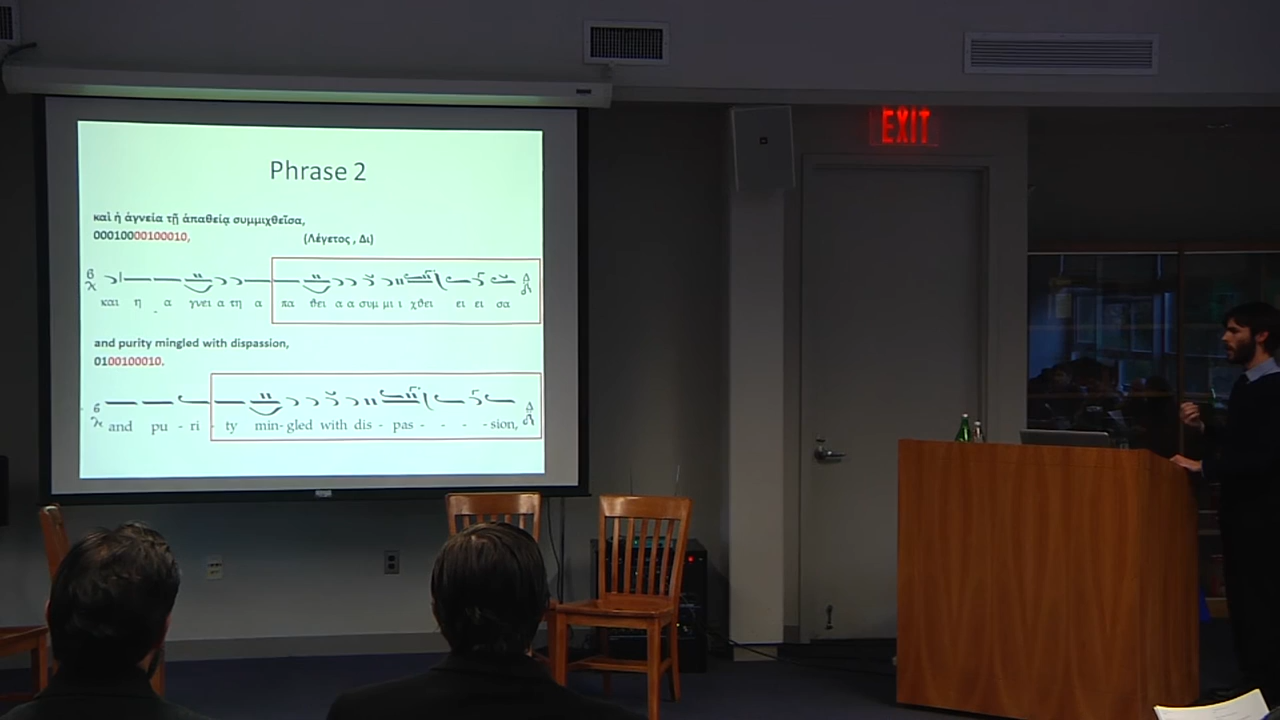 EXIT
Phrase 2
καὶ ἡ ἁγνεία τῇ ἀπαθείᾳ συμμιχθεῖσα,
00010000100010,
(Λέγετος , Δι)
και η α γνει α τη α πα θει α α συμ μι ι χθει ει ει σα
and purity mingled with dispassion,
0100100010,
and pu - ri - ty min- gled with dis - pas - - - - sion,